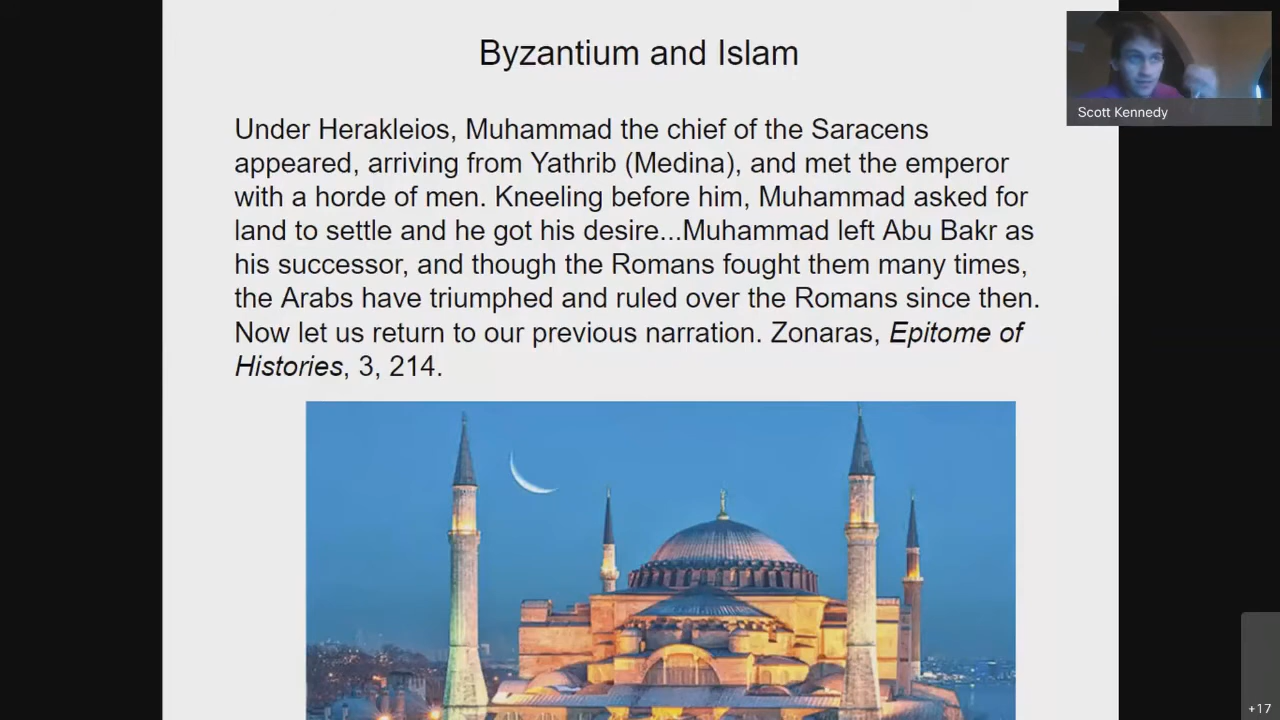 Byzantium and Islam
Scott Kennedy
Under Herakleios, Muhammad the chief of the Saracens
appeared, arriving from Yathrib (Medina), and met the emperor
with a horde of men. Kneeling before him, Muhammad asked for
land to settle and he got his desire...Muhammad left Abu Bakr as
his successor, and though the Romans fought them many times,
the Arabs have triumphed and ruled over the Romans since then.
Now let us return to our previous narration. Zonaras, Epitome of
Histories, 3, 214.
+17